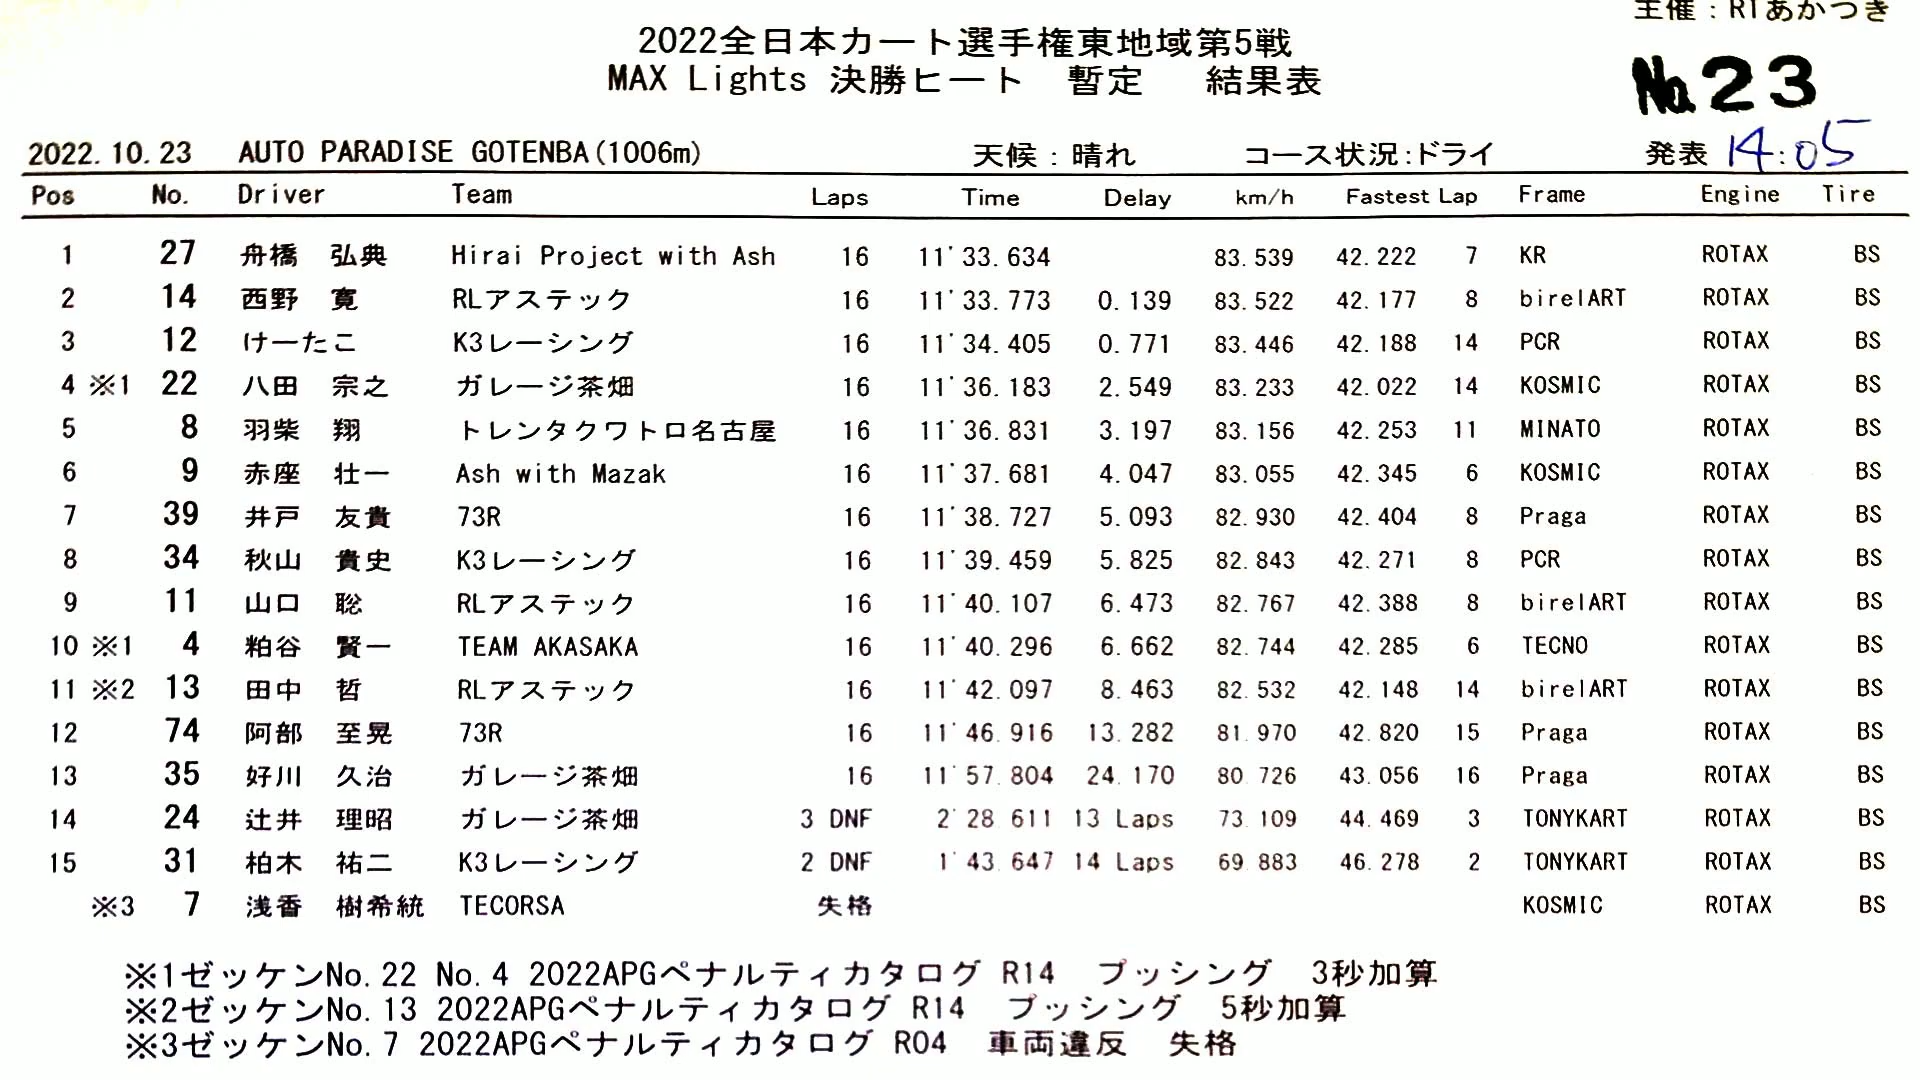 主催：RTあかつき
2022全日本カート選手権東地域第5戦
MAX Lights 決勝ヒート 暫定 結果表
No.23
2022.10.23 AUTO PARADISE GOTENBA(1006m) 天候：晴れ コース状況：ドライ 発表 14:05
Pos No. Driver Team Laps Time Delay km/h Fastest Lap Frame Engine Tire
1 27 舟橋 弘典 Hirai Project with Ash 16 11'33.634 83.539 42.222 7 KR ROTAX BS
2 14 西野 寛 RLアステック 16 11'33.773 0.139 83.522 42.177 8 birelART ROTAX BS
3 12 けーたこ K3レーシング 16 11'34.405 0.771 83.446 42.188 14 PCR ROTAX BS
4 ※1 22 八田 宗之 ガレージ茶畑 16 11'36.183 2.549 83.233 42.022 14 KOSMIC ROTAX BS
5 8 羽柴 翔 トレンタクワトロ名古屋 16 11'36.831 3.197 83.156 42.253 11 MINATO ROTAX BS
6 9 赤座 壮一 Ash with Mazak 16 11'37.681 4.047 83.055 42.345 6 KOSMIC ROTAX BS
7 39 井戸 友貴 73R 16 11'38.727 5.093 82.930 42.404 8 Praga ROTAX BS
8 34 秋山 貴史 K3レーシング 16 11'39.459 5.825 82.843 42.271 8 PCR ROTAX BS
9 11 山口 聡 RLアステック 16 11'40.107 6.473 82.767 42.388 8 birelART ROTAX BS
10 ※1 4 粕谷 賢一 TEAM AKASAKA 16 11'40.296 6.662 82.744 42.285 6 TECNO ROTAX BS
11 ※2 13 田中 哲 RLアステック 16 11'42.097 8.463 82.532 42.148 14 birelART ROTAX BS
12 74 阿部 至晃 73R 16 11'46.916 13.282 81.970 42.820 15 Praga ROTAX BS
13 35 好川 久治 ガレージ茶畑 16 11'57.804 24.170 80.726 43.056 16 Praga ROTAX BS
14 24 辻井 理昭 ガレージ茶畑 3 DNF 2'28.611 13 Laps 73.109 44.469 3 TONYKART ROTAX BS
15 31 柏木 祐二 K3レーシング 2 DNF 1'43.647 14 Laps 69.883 46.278 2 TONYKART ROTAX BS
※3 7 浅香 樹希統 TECORSA 失格 KOSMIC ROTAX BS
※1ゼッケンNo.22 No.4 2022APGペナルティカタログ R14 プッシング 3秒加算
※2ゼッケンNo.13 2022APGペナルティカタログ R14 プッシング 5秒加算
※3ゼッケンNo.7 2022APGペナルティカタログ R04 車両違反 失格